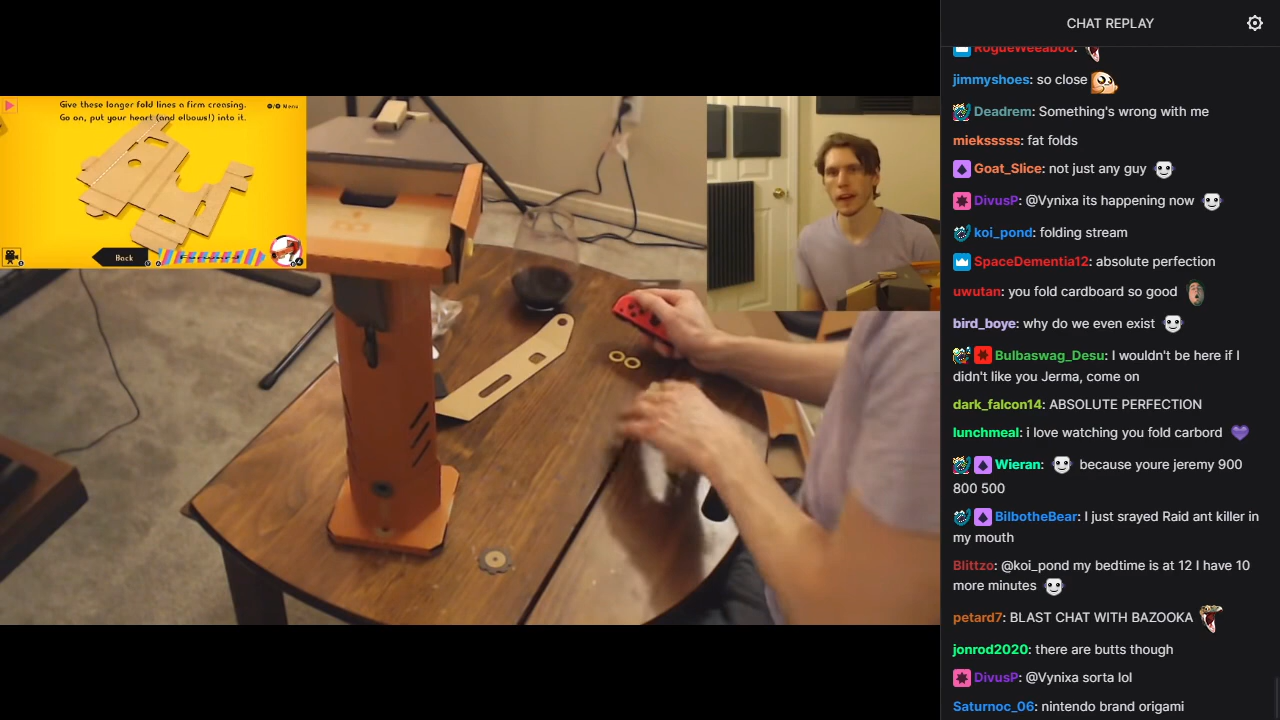 Give these longer fold lines a firm creasing.
Go on, put your heart (and elbows!) into it.
Menu
Back
CHAT REPLAY
RogueWeeaboo:
jimmyshoes: so close
Deadrem: Something's wrong with me
mieksssss: fat folds
Goat_Slice: not just any guy
DivusP: @Vynixa its happening now
koi_pond: folding stream
SpaceDementia12: absolute perfection
uwutan: you fold cardboard so good
bird_boye: why do we even exist
Bulbaswag_Desu: I wouldn't be here if I
didn't like you Jerma, come on
dark_falcon14: ABSOLUTE PERFECTION
lunchmeal: i love watching you fold carbord
Wieran: because youre jeremy 900
800 500
BilbotheBear: I just srayed Raid ant killer in
my mouth
Blittzo: @koi_pond my bedtime is at 12 I have 10
more minutes
petard7: BLAST CHAT WITH BAZOOKA
jonrod2020: there are butts though
DivusP: @Vynixa sorta lol
Saturnoc_06: nintendo brand origami